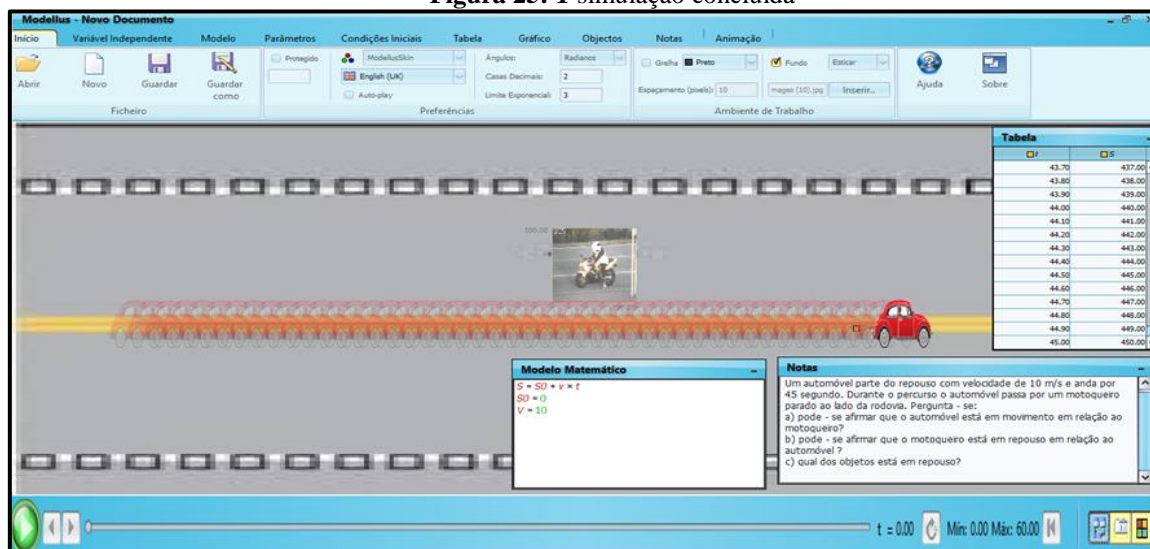 Figura 25: 1 simulação concluída
Modellus - Novo Documento
Início Variável Independente Modelo Parâmetros Condições Iniciais Tabela Gráfico Objectos Notas Animação
Abrir Novo Guardar Guardar como
Ficheiro
Protegido
ModellusSkin
English (UK)
Auto-play
Ângulos: Radianos
Casas Decimais: 2
Limite Exponencial: 3
Preferências
Grelha Preto
Espaçamento (pixels): 10
Fundo Esticar
mages (10).jpg Inserir...
Ambiente de Trabalho
Ajuda Sobre
Tabela
t S
43.70 437.00
43.80 438.00
43.90 439.00
44.00 440.00
44.10 441.00
44.20 442.00
44.30 443.00
44.40 444.00
44.50 445.00
44.60 446.00
44.70 447.00
44.80 448.00
44.90 449.00
45.00 450.00
100.00
Modelo Matemático
S = S0 + v × t
S0 = 0
V = 10
Notas
Um automóvel parte do repouso com velocidade de 10 m/s e anda por
45 segundo. Durante o percurso o automóvel passa por um motoqueiro
parado ao lado da rodovia. Pergunta - se:
a) pode - se afirmar que o automóvel está em movimento em relação ao
motoqueiro?
b) pode - se afirmar que o motoqueiro está em repouso em relação ao
automóvel ?
c) qual dos objetos está em repouso?
t = 0.00 Mín: 0.00 Máx: 60.00